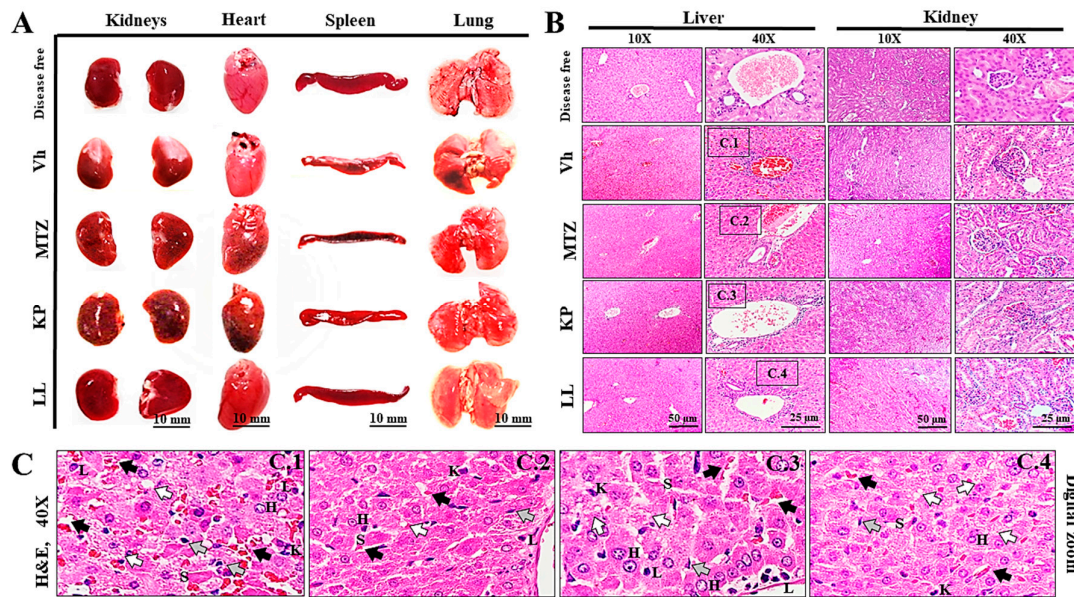 A
Kidneys Heart Spleen Lung
Disease free
Vh
MTZ
KP
LL
10 mm 10 mm 10 mm 10 mm
B
Liver Kidney
10X 40X 10X 40X
Disease free
Vh
C.1
MTZ
C.2
KP
C.3
LL
C.4
50 µm 25 µm 50 µm 25 µm
C
H&E, 40X
C.1
L L H K S
C.2
K H S L
C.3
K S H L H L
C.4
S H K
Digital Zoom